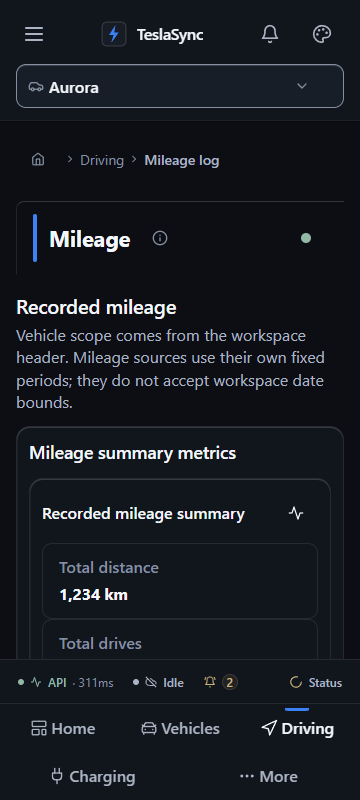 TeslaSync
Aurora
Driving
Mileage log
Mileage
Recorded mileage
Vehicle scope comes from the workspace
header. Mileage sources use their own fixed
periods; they do not accept workspace date
bounds.
Mileage summary metrics
Recorded mileage summary
Total distance
1,234 km
Total drives
API · 311ms
Idle
2
Status
Home
Vehicles
Driving
Charging
More